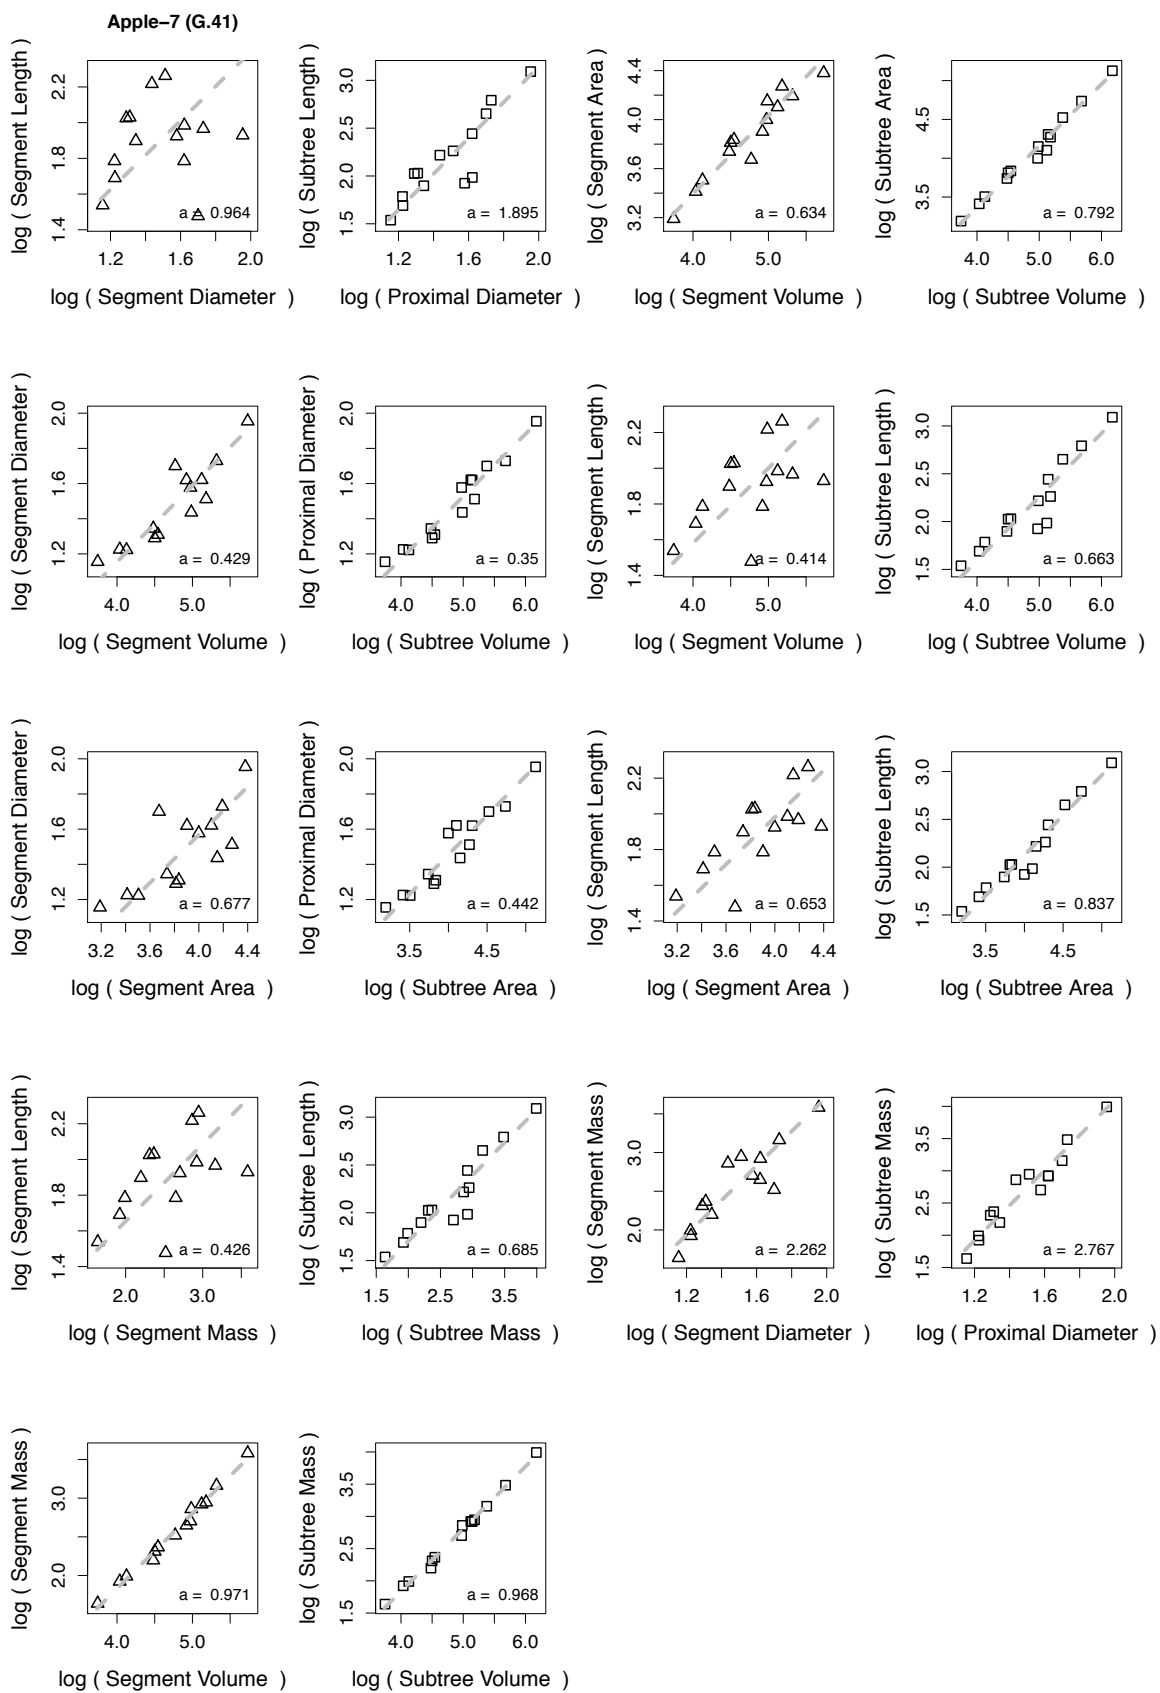 Apple−7 (G.41)
log ( Segment Length )
1.4 1.8 2.2
a = 0.964
1.2 1.6 2.0
log ( Segment Diameter )
log ( Subtree Length )
1.5 2.0 2.5 3.0
a = 1.895
1.2 1.6 2.0
log ( Proximal Diameter )
log ( Segment Area )
3.2 3.6 4.0 4.4
a = 0.634
4.0 5.0
log ( Segment Volume )
log ( Subtree Area )
3.5 4.5
a = 0.792
4.0 5.0 6.0
log ( Subtree Volume )
log ( Segment Diameter )
1.2 1.6 2.0
a = 0.429
4.0 5.0
log ( Segment Volume )
log ( Proximal Diameter )
1.2 1.6 2.0
a = 0.35
4.0 5.0 6.0
log ( Subtree Volume )
log ( Segment Length )
1.4 1.8 2.2
a = 0.414
4.0 5.0
log ( Segment Volume )
log ( Subtree Length )
1.5 2.0 2.5 3.0
a = 0.663
4.0 5.0 6.0
log ( Subtree Volume )
log ( Segment Diameter )
1.2 1.6 2.0
a = 0.677
3.2 3.6 4.0 4.4
log ( Segment Area )
log ( Proximal Diameter )
1.2 1.6 2.0
a = 0.442
3.5 4.5
log ( Subtree Area )
log ( Segment Length )
1.4 1.8 2.2
a = 0.653
3.2 3.6 4.0 4.4
log ( Segment Area )
log ( Subtree Length )
1.5 2.0 2.5 3.0
a = 0.837
3.5 4.5
log ( Subtree Area )
log ( Segment Length )
1.4 1.8 2.2
a = 0.426
2.0 3.0
log ( Segment Mass )
log ( Subtree Length )
1.5 2.0 2.5 3.0
a = 0.685
1.5 2.5 3.5
log ( Subtree Mass )
log ( Segment Mass )
2.0 3.0
a = 2.262
1.2 1.6 2.0
log ( Segment Diameter )
log ( Subtree Mass )
1.5 2.5 3.5
a = 2.767
1.2 1.6 2.0
log ( Proximal Diameter )
log ( Segment Mass )
2.0 3.0
a = 0.971
4.0 5.0
log ( Segment Volume )
log ( Subtree Mass )
1.5 2.5 3.5
a = 0.968
4.0 5.0 6.0
log ( Subtree Volume )